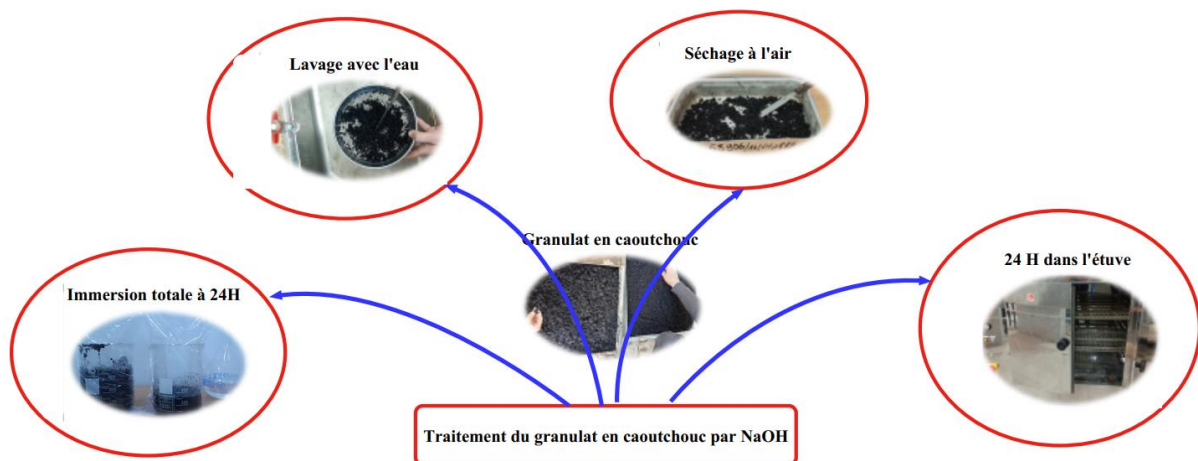 Lavage avec l'eau
Séchage à l'air
Granulat en caoutchouc
Immersion totale à 24H
24 H dans l'étuve
Traitement du granulat en caoutchouc par NaOH